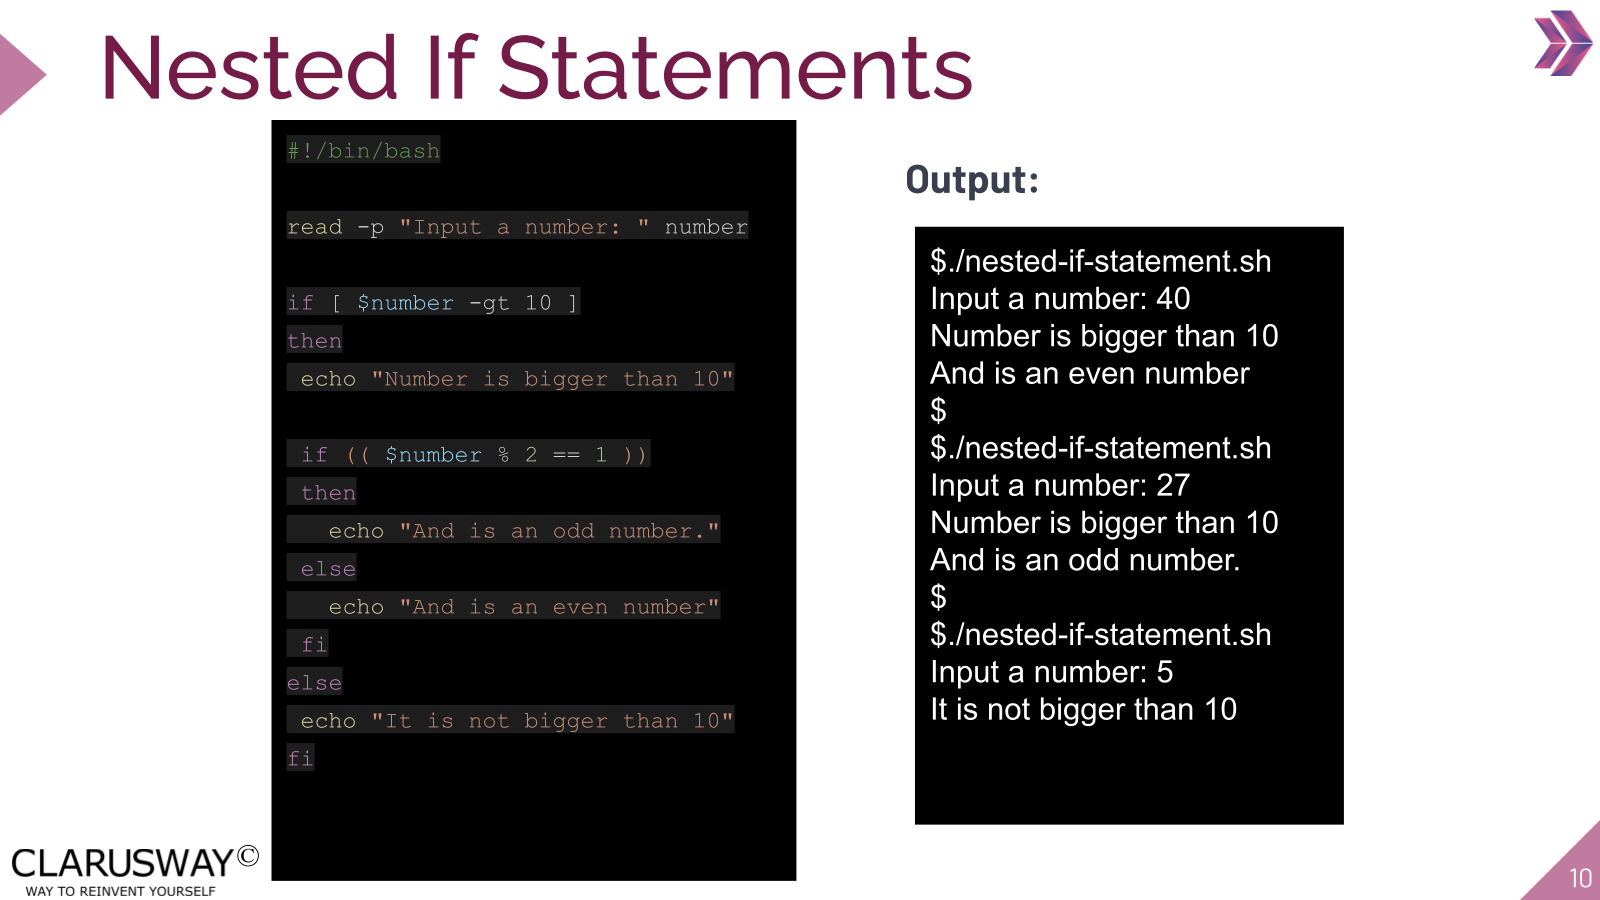 Nested If Statements
#!/bin/bash
read -p "Input a number: " number
if [ $number -gt 10 ]
then
echo "Number is bigger than 10"
if (( $number % 2 == 1 ))
then
echo "And is an odd number."
else
echo "And is an even number"
fi
else
echo "It is not bigger than 10"
fi
Output:
$./nested-if-statement.sh
Input a number: 40
Number is bigger than 10
And is an even number
$
$./nested-if-statement.sh
Input a number: 27
Number is bigger than 10
And is an odd number.
$
$./nested-if-statement.sh
Input a number: 5
It is not bigger than 10
CLARUSWAY©
WAY TO REINVENT YOURSELF
10